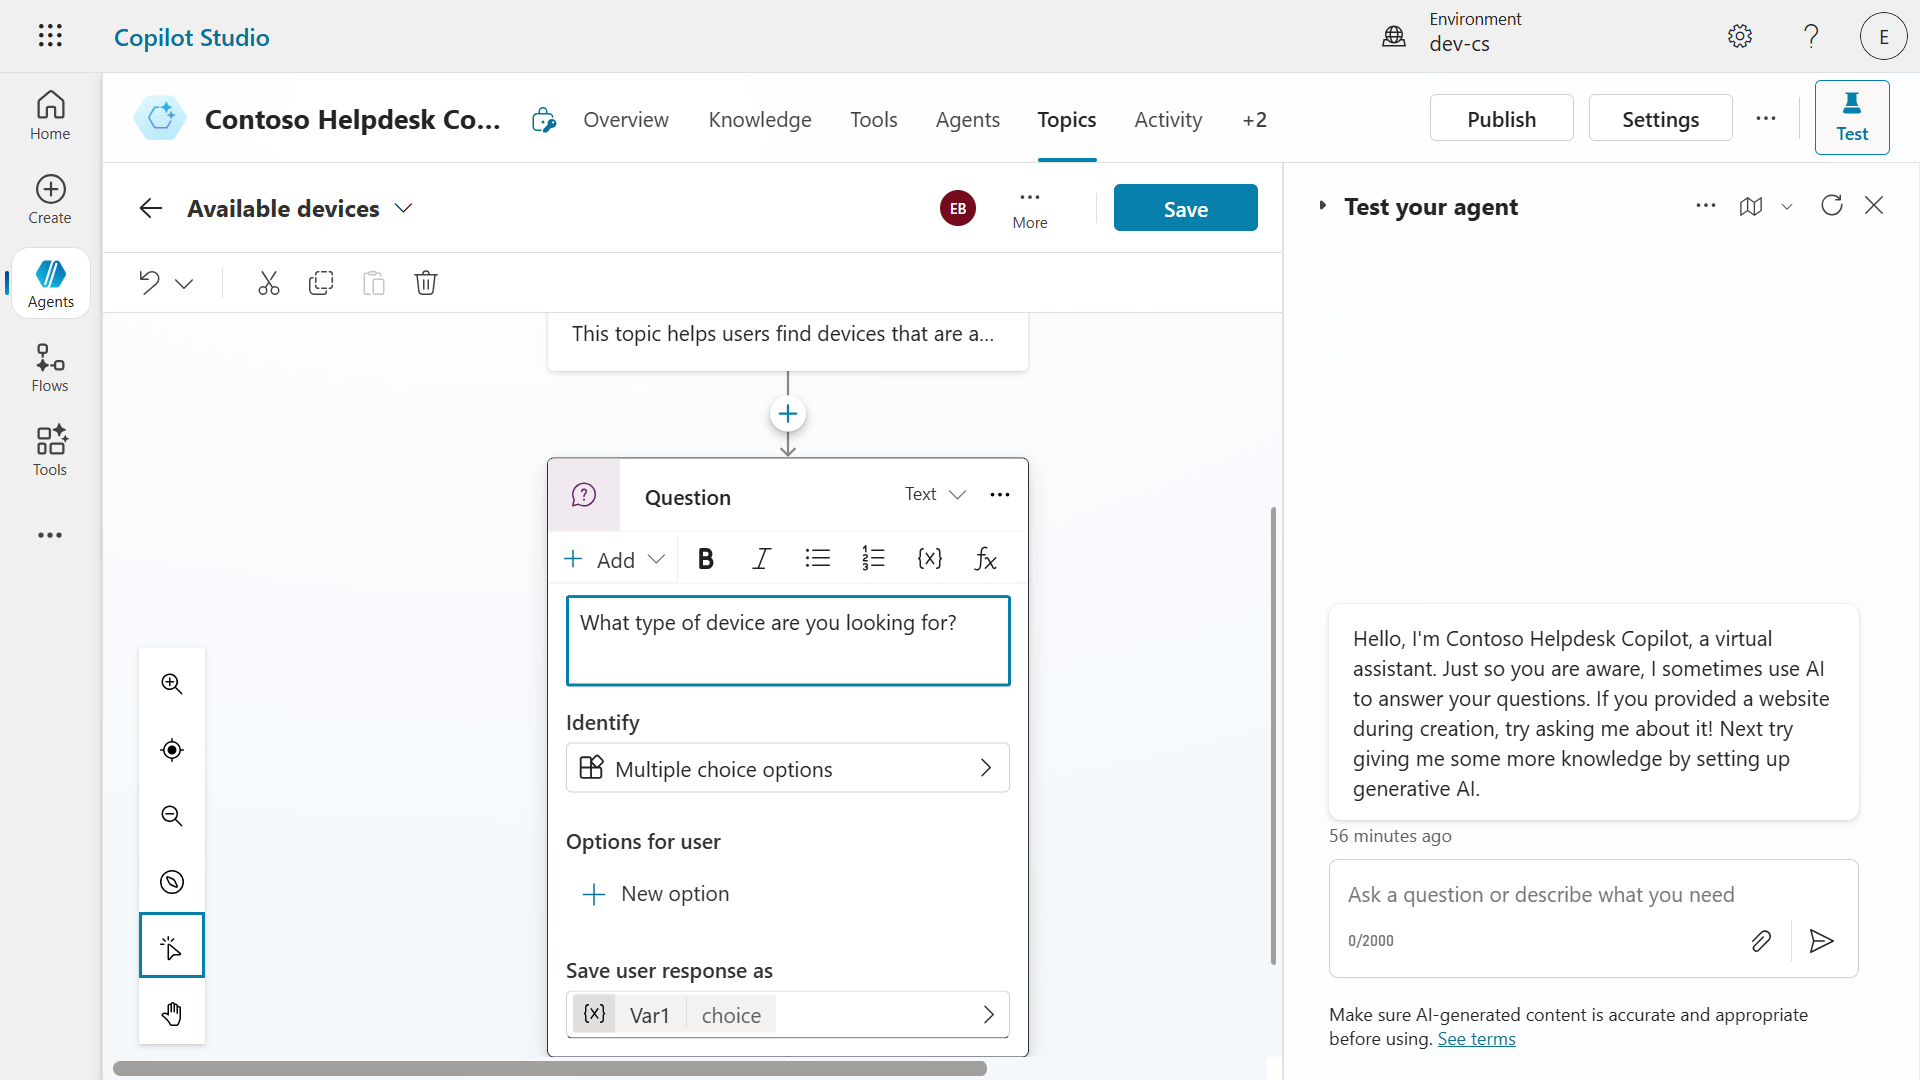 Copilot Studio
Environment
dev-cs
E
Home
Create
Agents
Flows
Tools
Contoso Helpdesk Co...
Overview
Knowledge
Tools
Agents
Topics
Activity
+2
Publish
Settings
Test
Available devices
EB
More
Save
This topic helps users find devices that are a...
Question
Text
Add
What type of device are you looking for?
Identify
Multiple choice options
Options for user
New option
Save user response as
{x} Var1 choice
Test your agent
Hello, I'm Contoso Helpdesk Copilot, a virtual
assistant. Just so you are aware, I sometimes use AI
to answer your questions. If you provided a website
during creation, try asking me about it! Next try
giving me some more knowledge by setting up
generative AI.
56 minutes ago
Ask a question or describe what you need
0/2000
Make sure AI-generated content is accurate and appropriate
before using. See terms